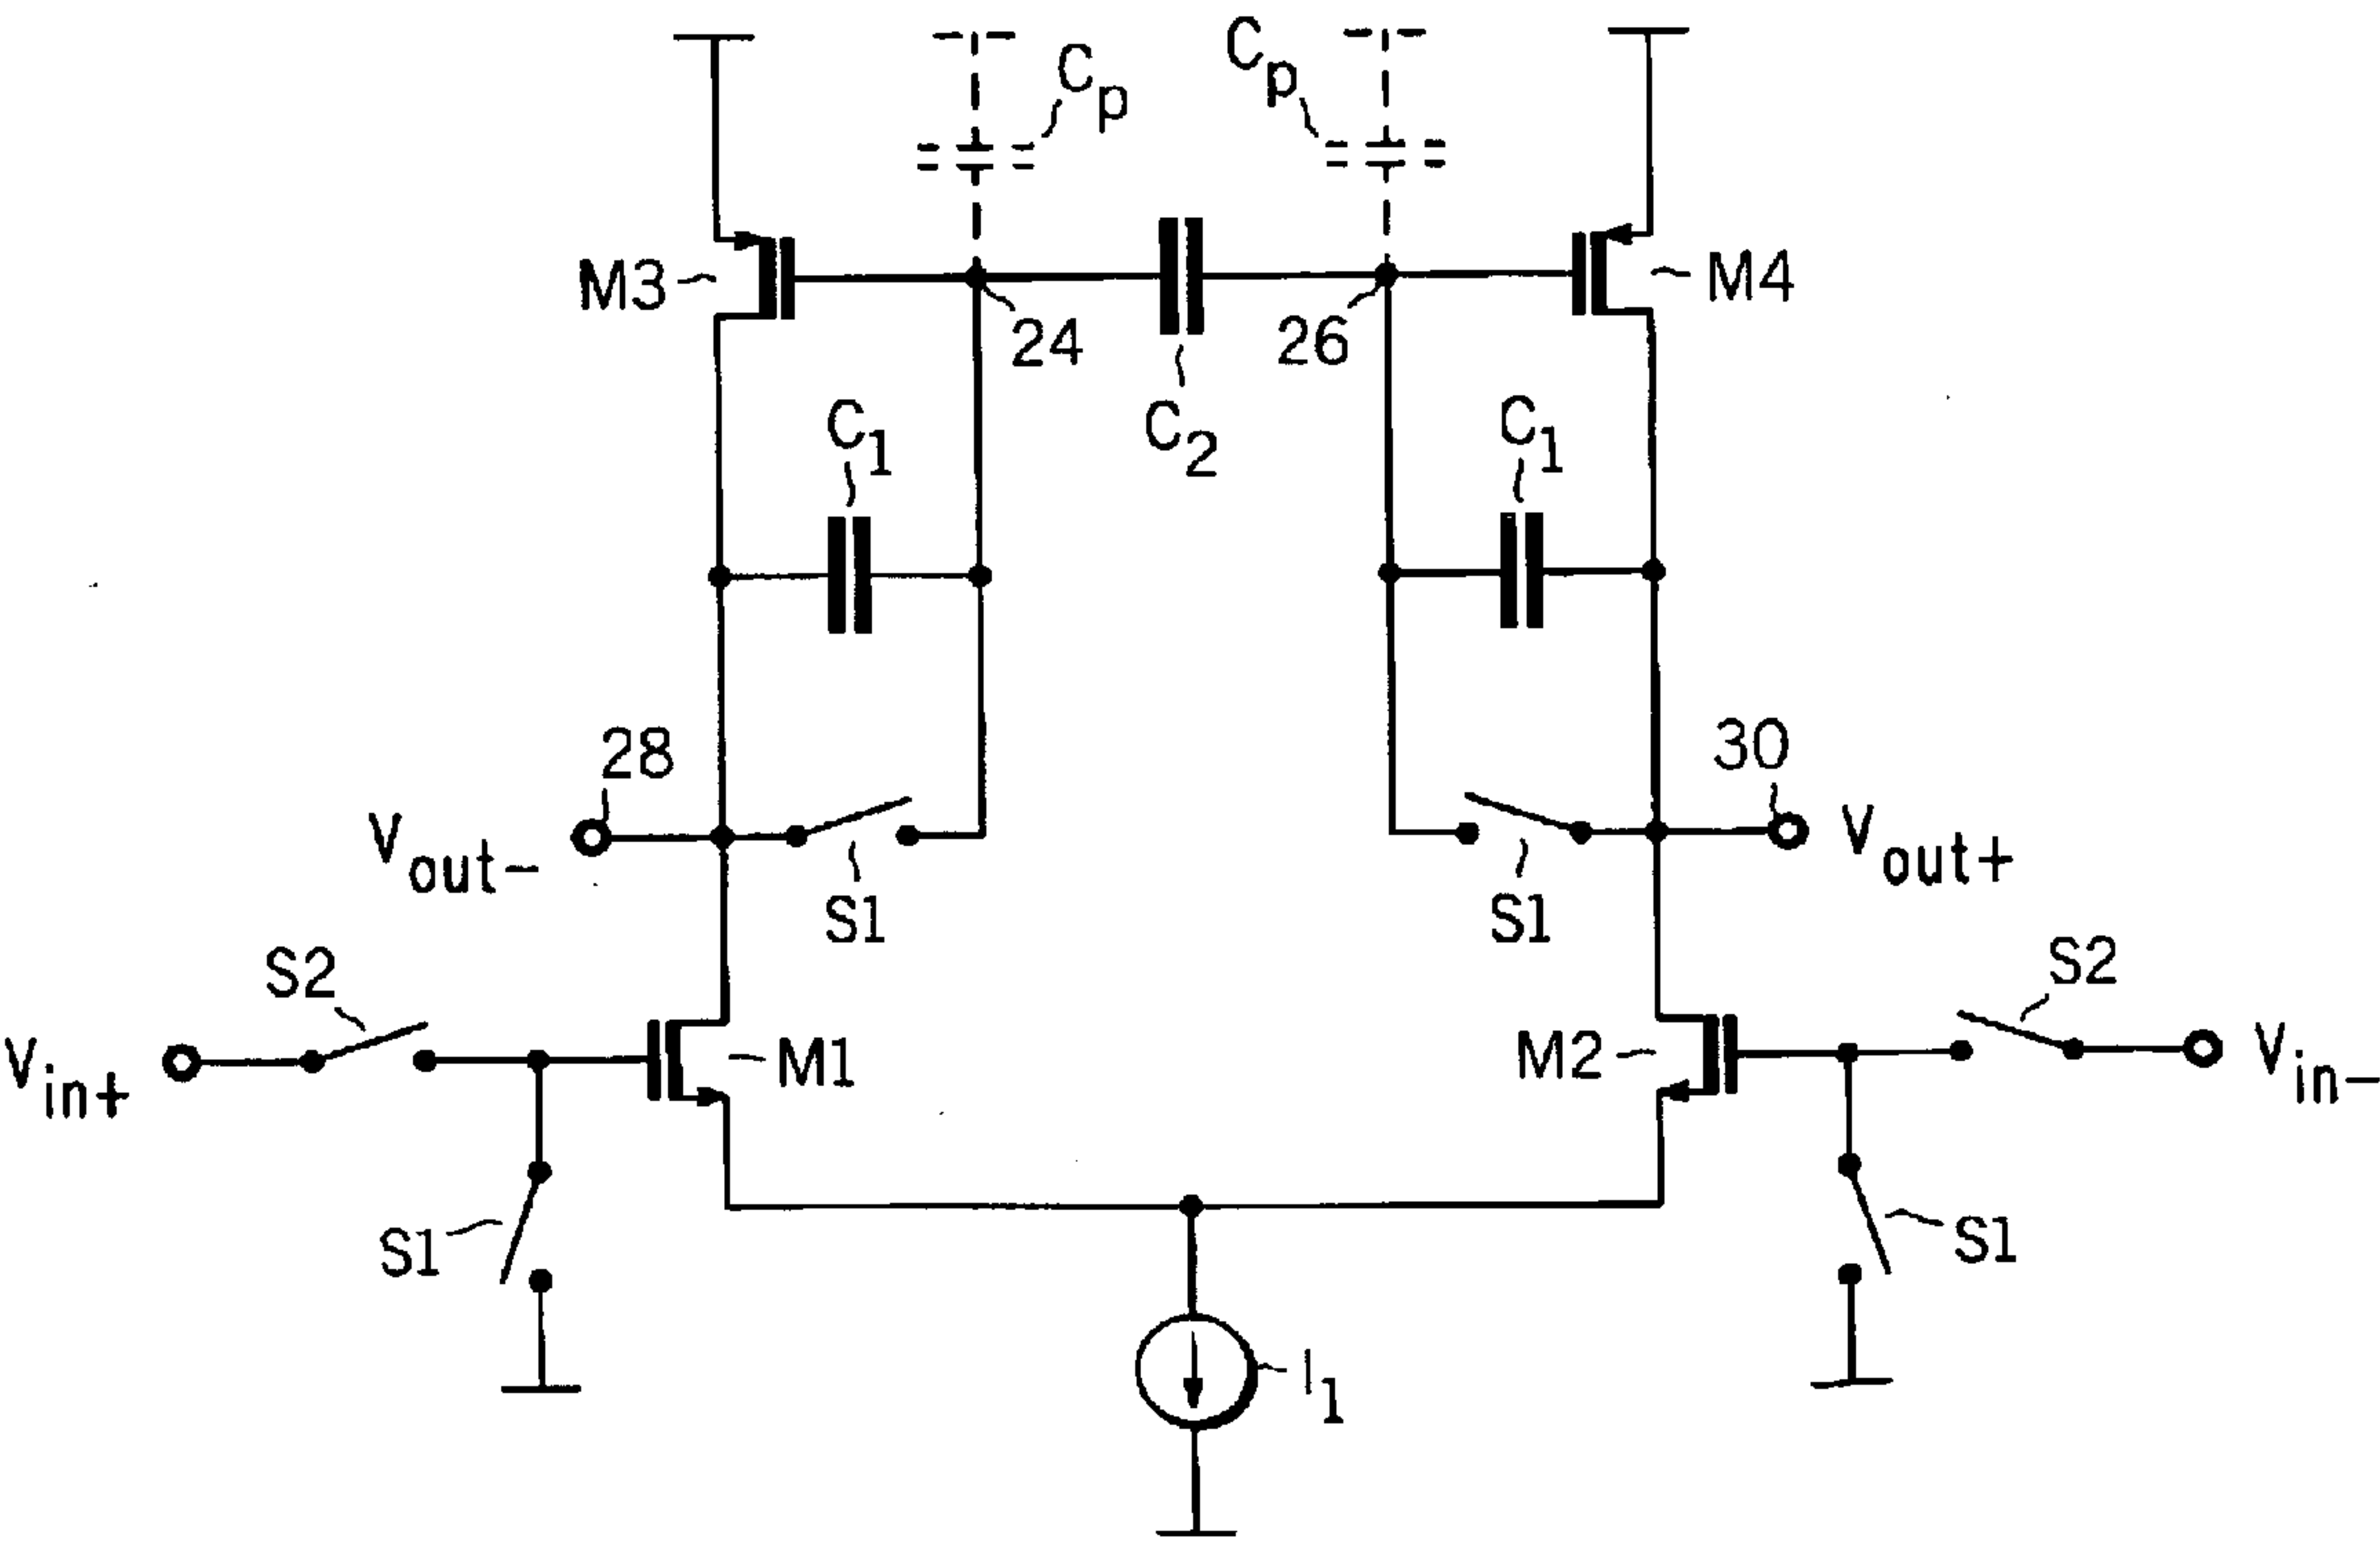 Cp
Cp
M3
24
26
M4
C1
C2
C1
28
30
Vout-
Vout+
S1
S1
S2
S2
Vin+
M1
M2
Vin-
S1
S1
I1